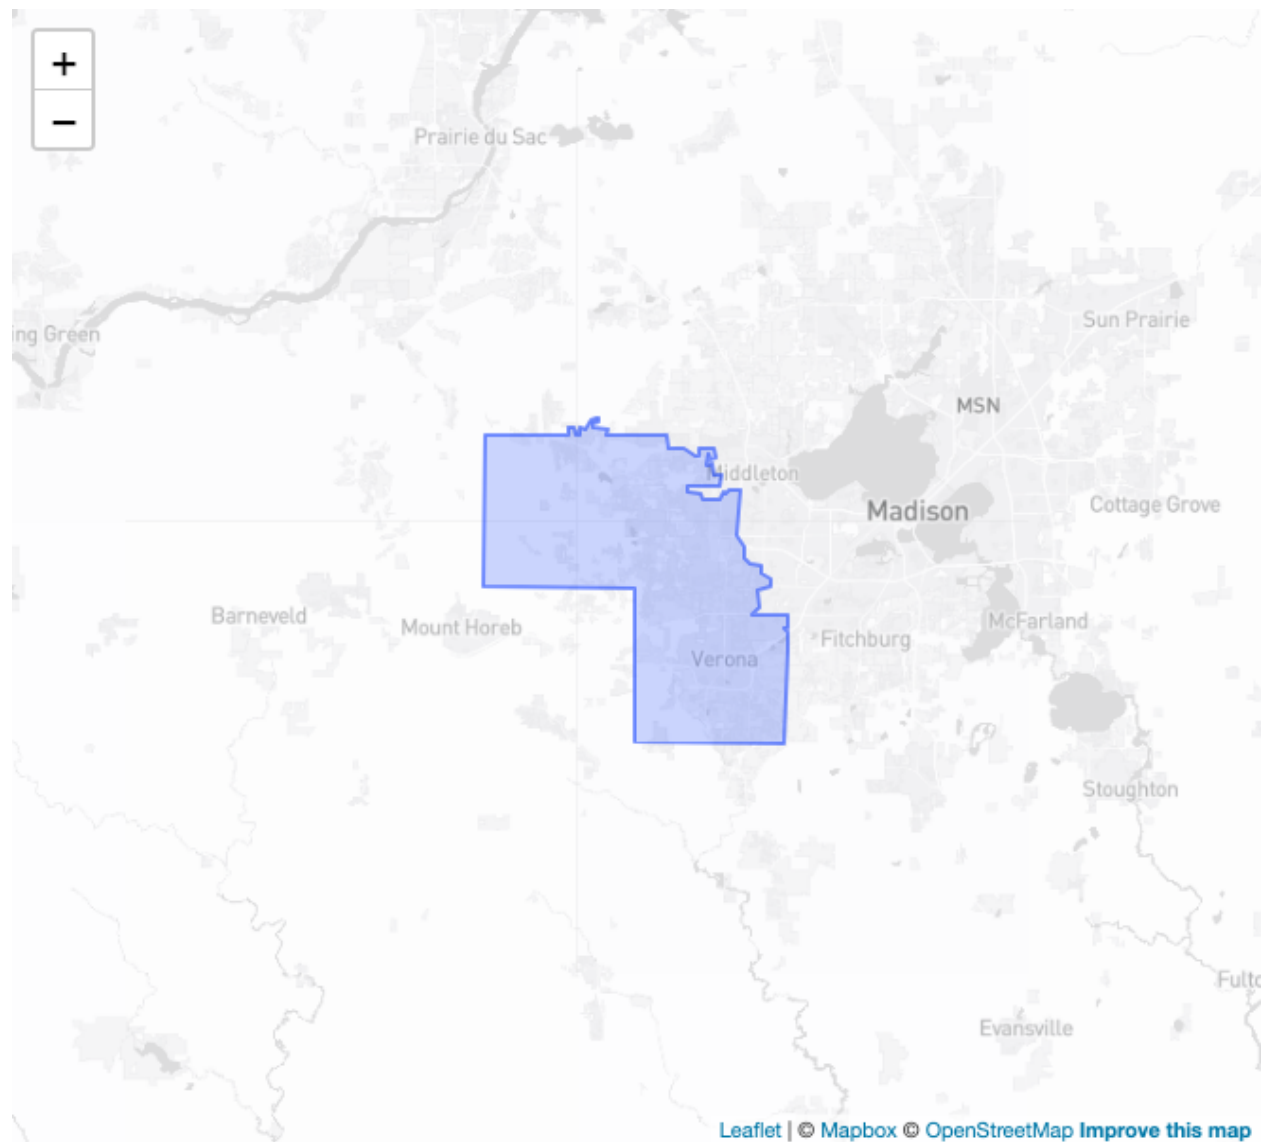 +
−
Prairie du Sac
ing Green
Sun Prairie
MSN
Middleton
Madison
Cottage Grove
Barneveld
Mount Horeb
McFarland
Fitchburg
Verona
Stoughton
Fulto
Evansville
Leaflet | © Mapbox © OpenStreetMap Improve this map